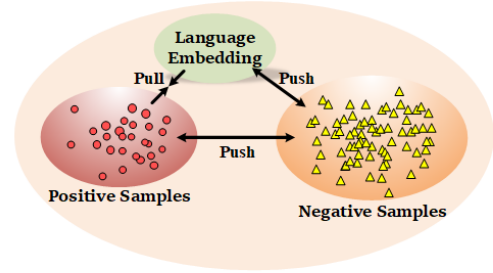 Language
Embedding
Pull
Push
Push
Positive Samples
Negative Samples